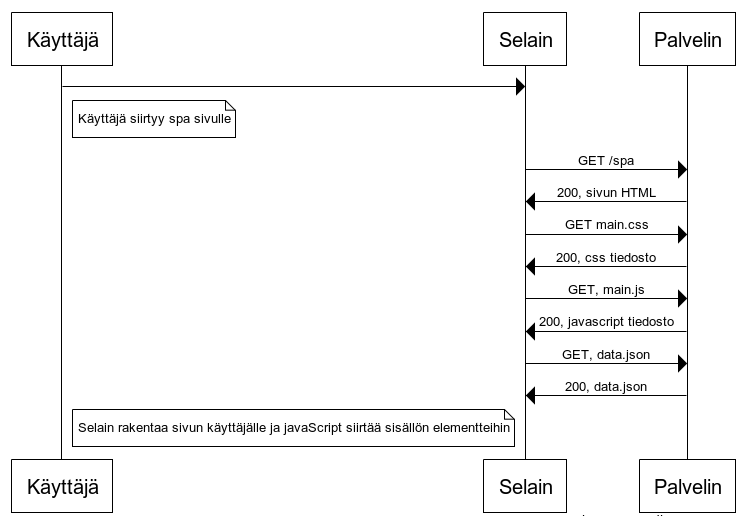 Käyttäjä
Selain
Palvelin
Käyttäjä siirtyy spa sivulle
GET /spa
200, sivun HTML
GET main.css
200, css tiedosto
GET, main.js
200, javascript tiedosto
GET, data.json
200, data.json
Selain rakentaa sivun käyttäjälle ja javaScript siirtää sisällön elementteihin
Käyttäjä
Selain
Palvelin